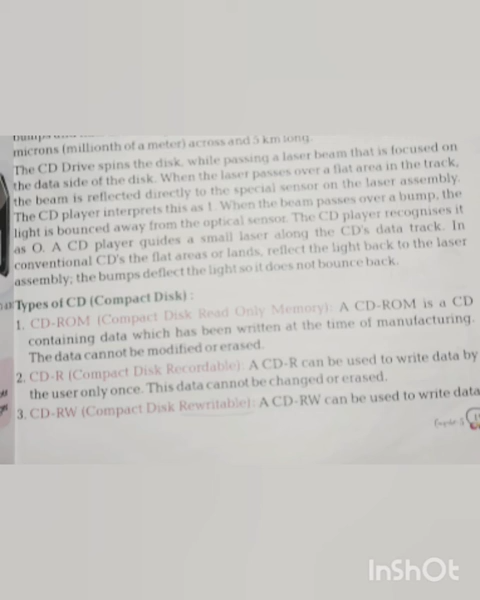 microns (millionth of a meter) across and 5 km long.
The CD Drive spins the disk, while passing a laser beam that is focused on
the data side of the disk. When the laser passes over a flat area in the track,
the beam is reflected directly to the special sensor on the laser assembly.
The CD player interprets this as 1. When the beam passes over a bump, the
light is bounced away from the optical sensor. The CD player recognises it
as O. A CD player guides a small laser along the CD's data track. In
conventional CD's the flat areas or lands, reflect the light back to the laser
assembly; the bumps deflect the light so it does not bounce back.
Types of CD (Compact Disk) :
1. CD-ROM (Compact Disk Read Only Memory): A CD-ROM is a CD
containing data which has been written at the time of manufacturing.
The data cannot be modified or erased.
2. CD-R (Compact Disk Recordable): A CD-R can be used to write data by
the user only once. This data cannot be changed or erased.
3. CD-RW (Compact Disk Rewritable): A CD-RW can be used to write data
InShOt